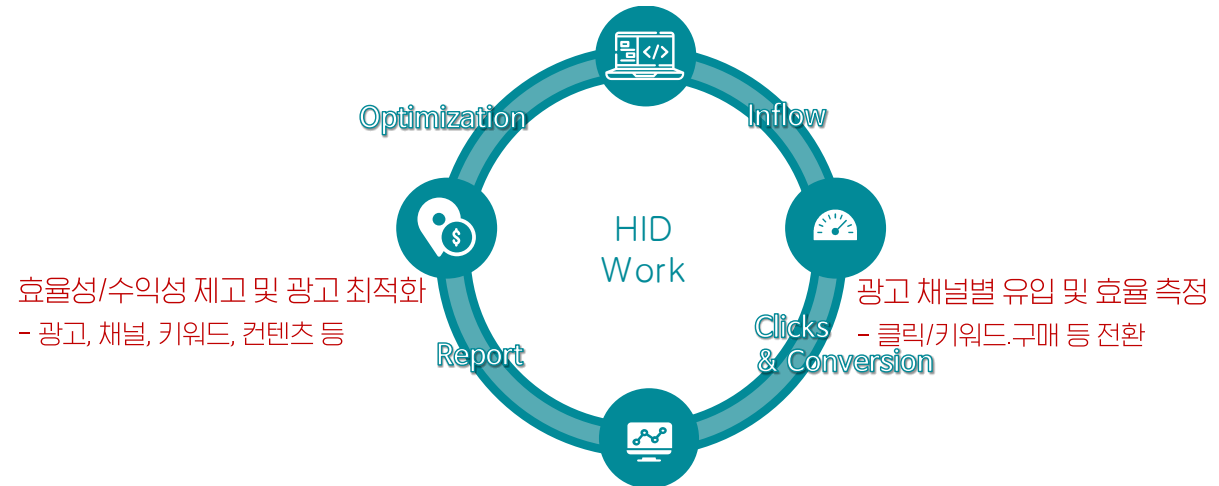 Optimization
Inflow
HID
Work
효율성/수익성 제고 및 광고 최적화
- 광고, 채널, 키워드, 컨텐츠 등
광고 채널별 유입 및 효율 측정
- 클릭/키워드.구매 등 전환
Clicks
& Conversion
Report